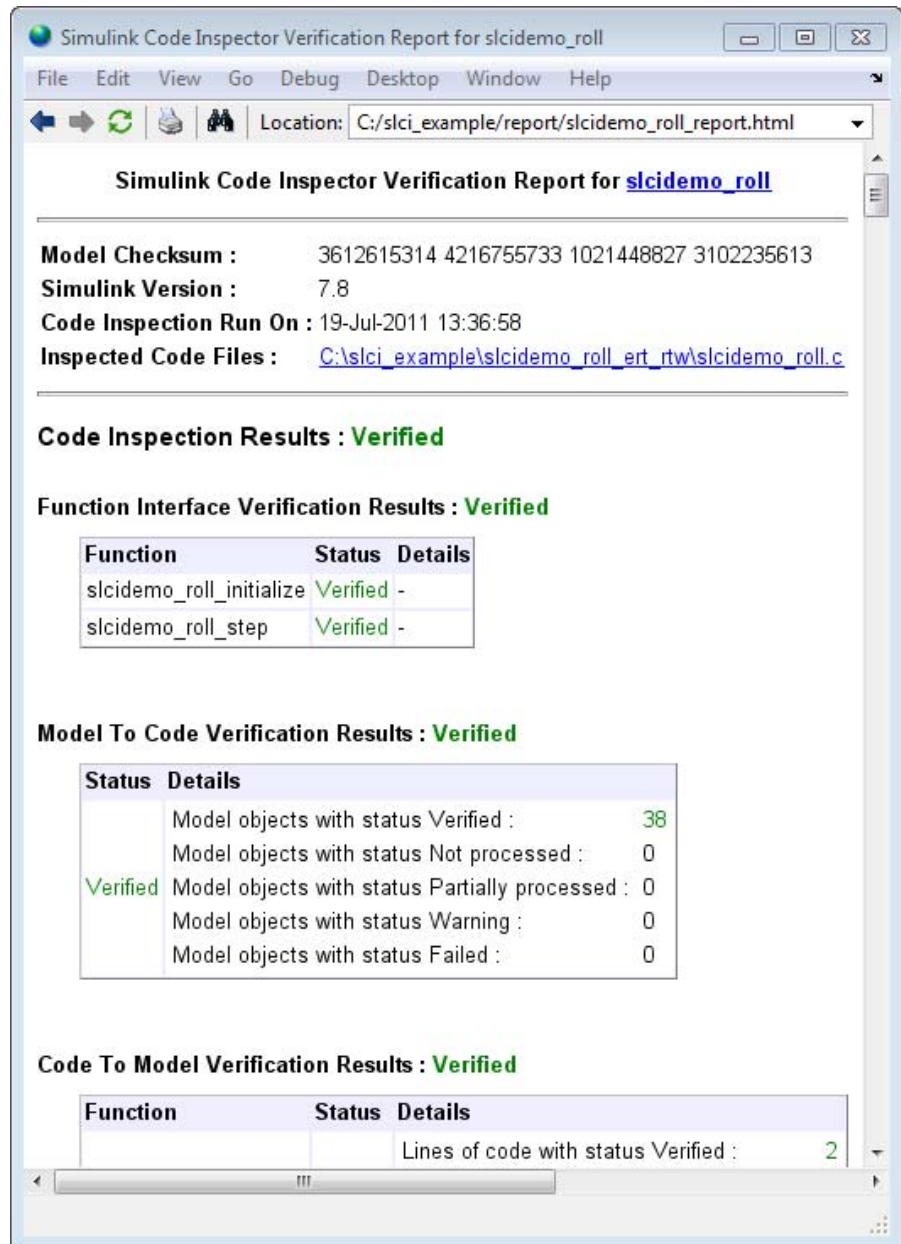 Simulink Code Inspector Verification Report for slcidemo_roll
File Edit View Go Debug Desktop Window Help
Location: C:/slci_example/report/slcidemo_roll_report.html
Simulink Code Inspector Verification Report for slcidemo_roll
Model Checksum : 3612615314 4216755733 1021448827 3102235613
Simulink Version : 7.8
Code Inspection Run On : 19-Jul-2011 13:36:58
Inspected Code Files : C:\slci_example\slcidemo_roll_ert_rtw\slcidemo_roll.c
Code Inspection Results : Verified
Function Interface Verification Results : Verified
Function Status Details
slcidemo_roll_initialize Verified -
slcidemo_roll_step Verified -
Model To Code Verification Results : Verified
Status Details
Model objects with status Verified : 38
Model objects with status Not processed : 0
Verified Model objects with status Partially processed : 0
Model objects with status Warning : 0
Model objects with status Failed : 0
Code To Model Verification Results : Verified
Function Status Details
Lines of code with status Verified : 2